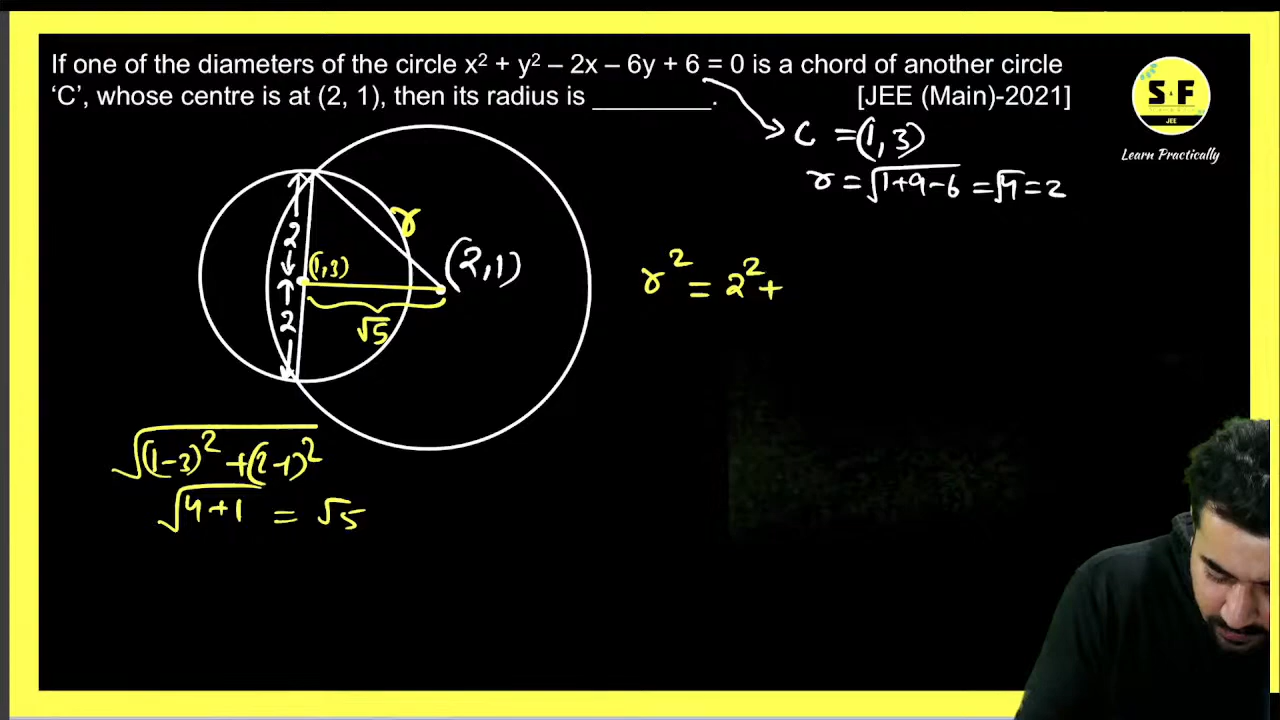 If one of the diameters of the circle x² + y² – 2x – 6y + 6 = 0 is a chord of another circle
‘C’, whose centre is at (2, 1), then its radius is ________. [JEE (Main)-2021]
S&F
JEE
Learn Practically
C = (1, 3)
r = √1+9-6 = √4 = 2
2
r
(1,3)
(2,1)
√5
2
r² = 2² +
√(1-3)² + (2-1)²
√4+1 = √5